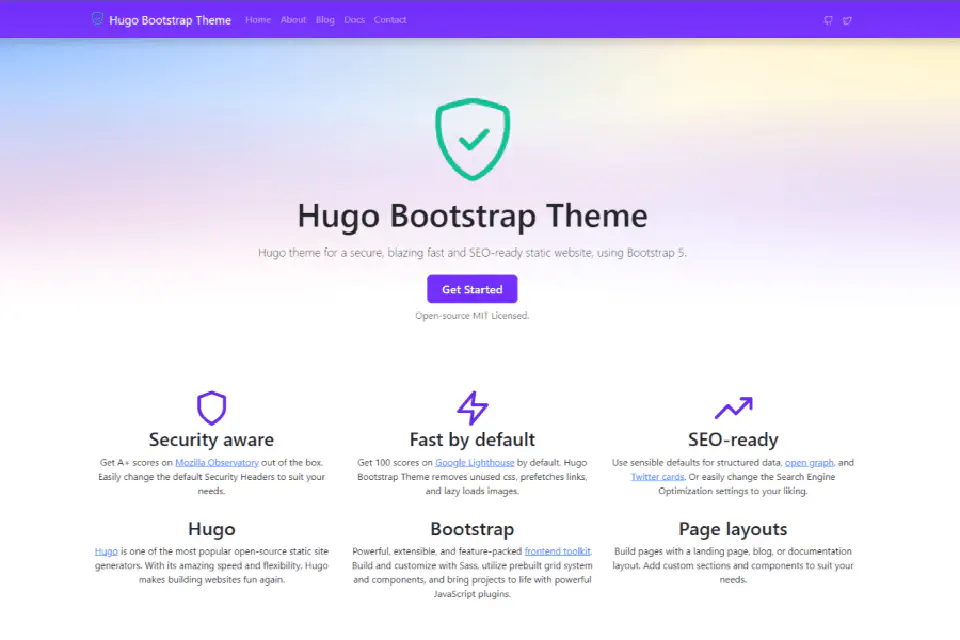 Hugo Bootstrap Theme Home About Blog Docs Contact
Hugo Bootstrap Theme
Hugo theme for a secure, blazing fast and SEO-ready static website, using Bootstrap 5.
Get Started
Open-source MIT Licensed.
Security aware
Get A+ scores on Mozilla Observatory out of the box.
Easily change the default Security Headers to suit your
needs.
Fast by default
Get 100 scores on Google Lighthouse by default. Hugo
Bootstrap Theme removes unused css, prefetches links,
and lazy loads images.
SEO-ready
Use sensible defaults for structured data, open graph, and
Twitter cards. Or easily change the Search Engine
Optimization settings to your liking.
Hugo
Hugo is one of the most popular open-source static site
generators. With its amazing speed and flexibility, Hugo
makes building websites fun again.
Bootstrap
Powerful, extensible, and feature-packed frontend toolkit.
Build and customize with Sass, utilize prebuilt grid system
and components, and bring projects to life with powerful
JavaScript plugins.
Page layouts
Build pages with a landing page, blog, or documentation
layout. Add custom sections and components to suit your
needs.